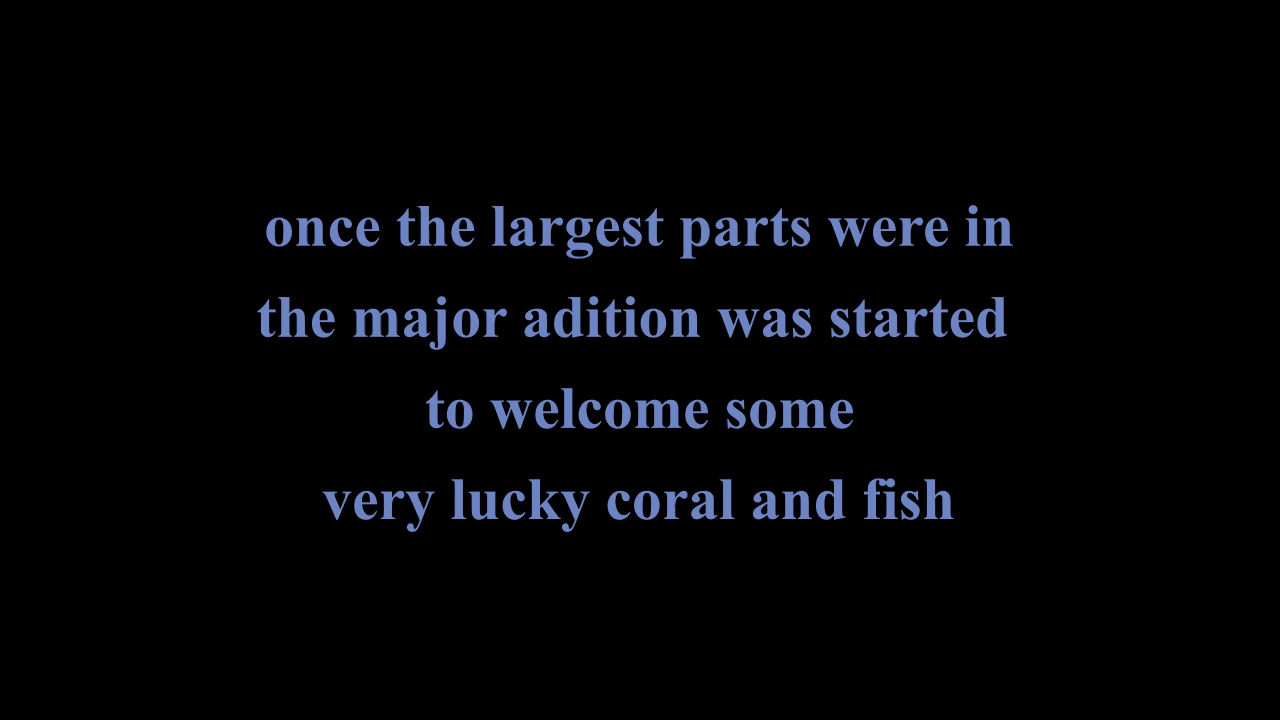 once the largest parts were in
the major adition was started
to welcome some
very lucky coral and fish